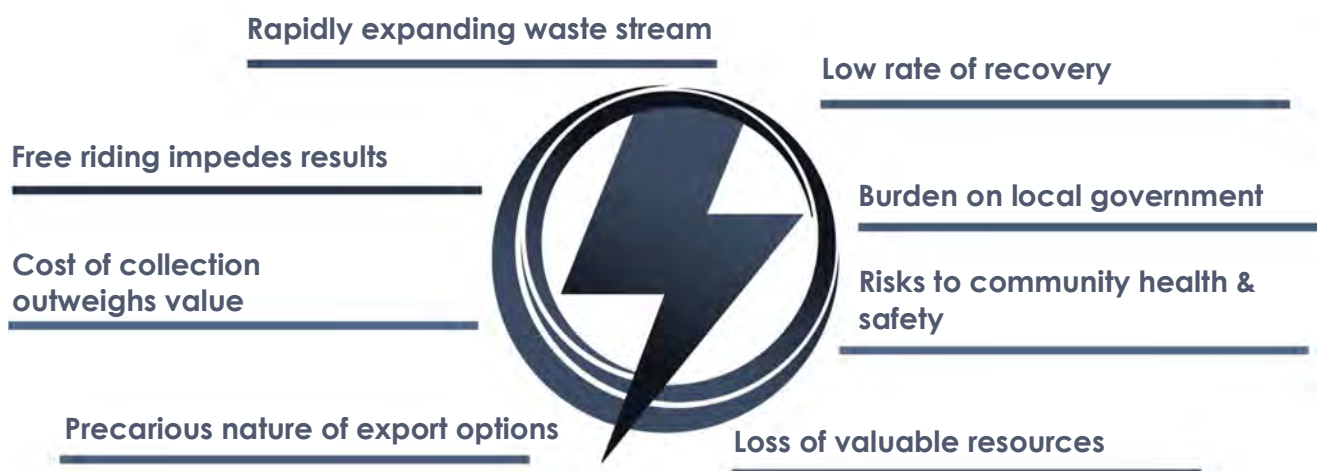 Rapidly expanding waste stream
Low rate of recovery
Free riding impedes results
Burden on local government
Cost of collection
outweighs value
Risks to community health &
safety
Precarious nature of export options
Loss of valuable resources